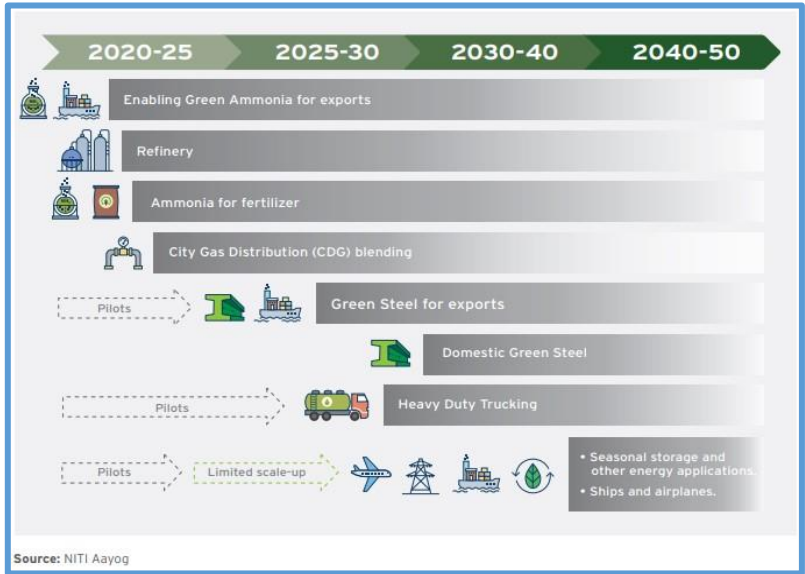 2020-25 2025-30 2030-40 2040-50
Enabling Green Ammonia for exports
Refinery
Ammonia for fertilizer
City Gas Distribution (CDG) blending
Pilots Green Steel for exports
Domestic Green Steel
Pilots Heavy Duty Trucking
Pilots Limited scale-up
• Seasonal storage and
other energy applications.
• Ships and airplanes.
Source: NITI Aayog